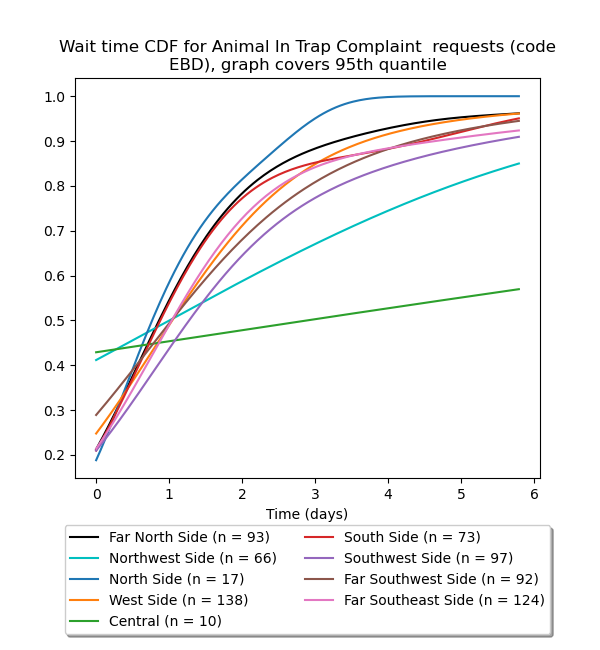 Wait time CDF for Animal In Trap Complaint  requests (code
EBD), graph covers 95th quantile
1.0
0.9
0.8
0.7
0.6
0.5
0.4
0.3
0.2
0 1 2 3 4 5 6
Time (days)
Far North Side (n = 93)
Northwest Side (n = 66)
North Side (n = 17)
West Side (n = 138)
Central (n = 10)
South Side (n = 73)
Southwest Side (n = 97)
Far Southwest Side (n = 92)
Far Southeast Side (n = 124)